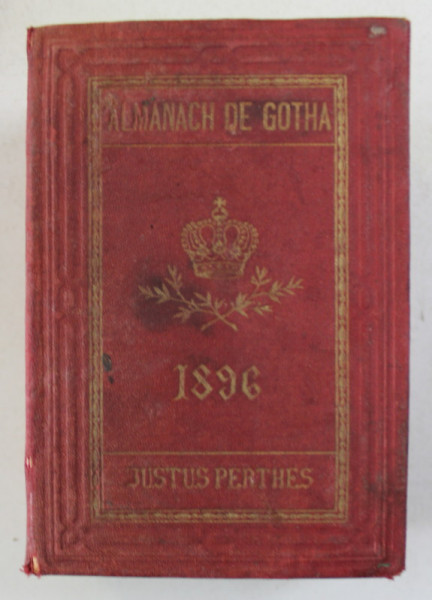 ALMANACH DE GOTHA
1896
JUSTUS PERTHES